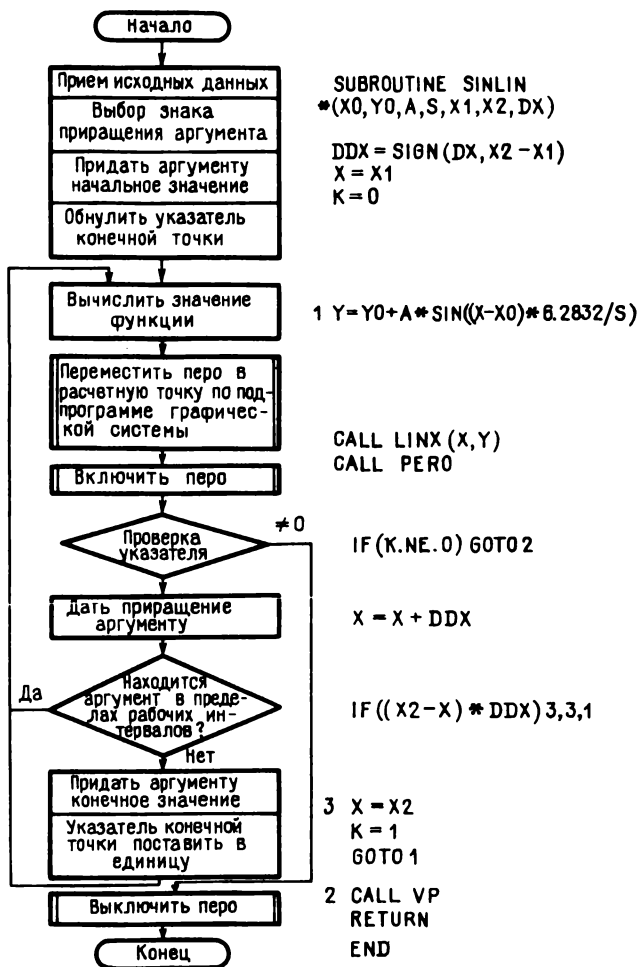 Начало
Прием исходных данных
SUBROUTINE SINLIN
Выбор знака
приращения аргумента
*(X0,Y0,A,S,X1,X2,DX)
Придать аргументу
начальное значение
DDX=SIGN(DX,X2-X1)
X=X1
K=0
Обнулить указатель
конечной точки
Вычислить значение
функции
1 Y=Y0+A*SIN((X-X0)*6.2832/S)
Переместить перо в
расчетную точку по под-
программе графичес-
кой системы
CALL LINX(X,Y)
CALL PERO
Включить перо
≠0
Проверка
указателя
IF(K.NE.0)GOTO2
Дать приращение
аргументу
X=X+DDX
Да
Находится
аргумент в преде-
лах рабочих ин-
тервалов?
IF((X2-X)*DDX)3,3,1
Нет
Придать аргументу
конечное значение
3 X=X2
K=1
GOTO1
Указатель конечной
точки поставить в
единицу
Выключить перо
2 CALL VP
RETURN
Конец
END